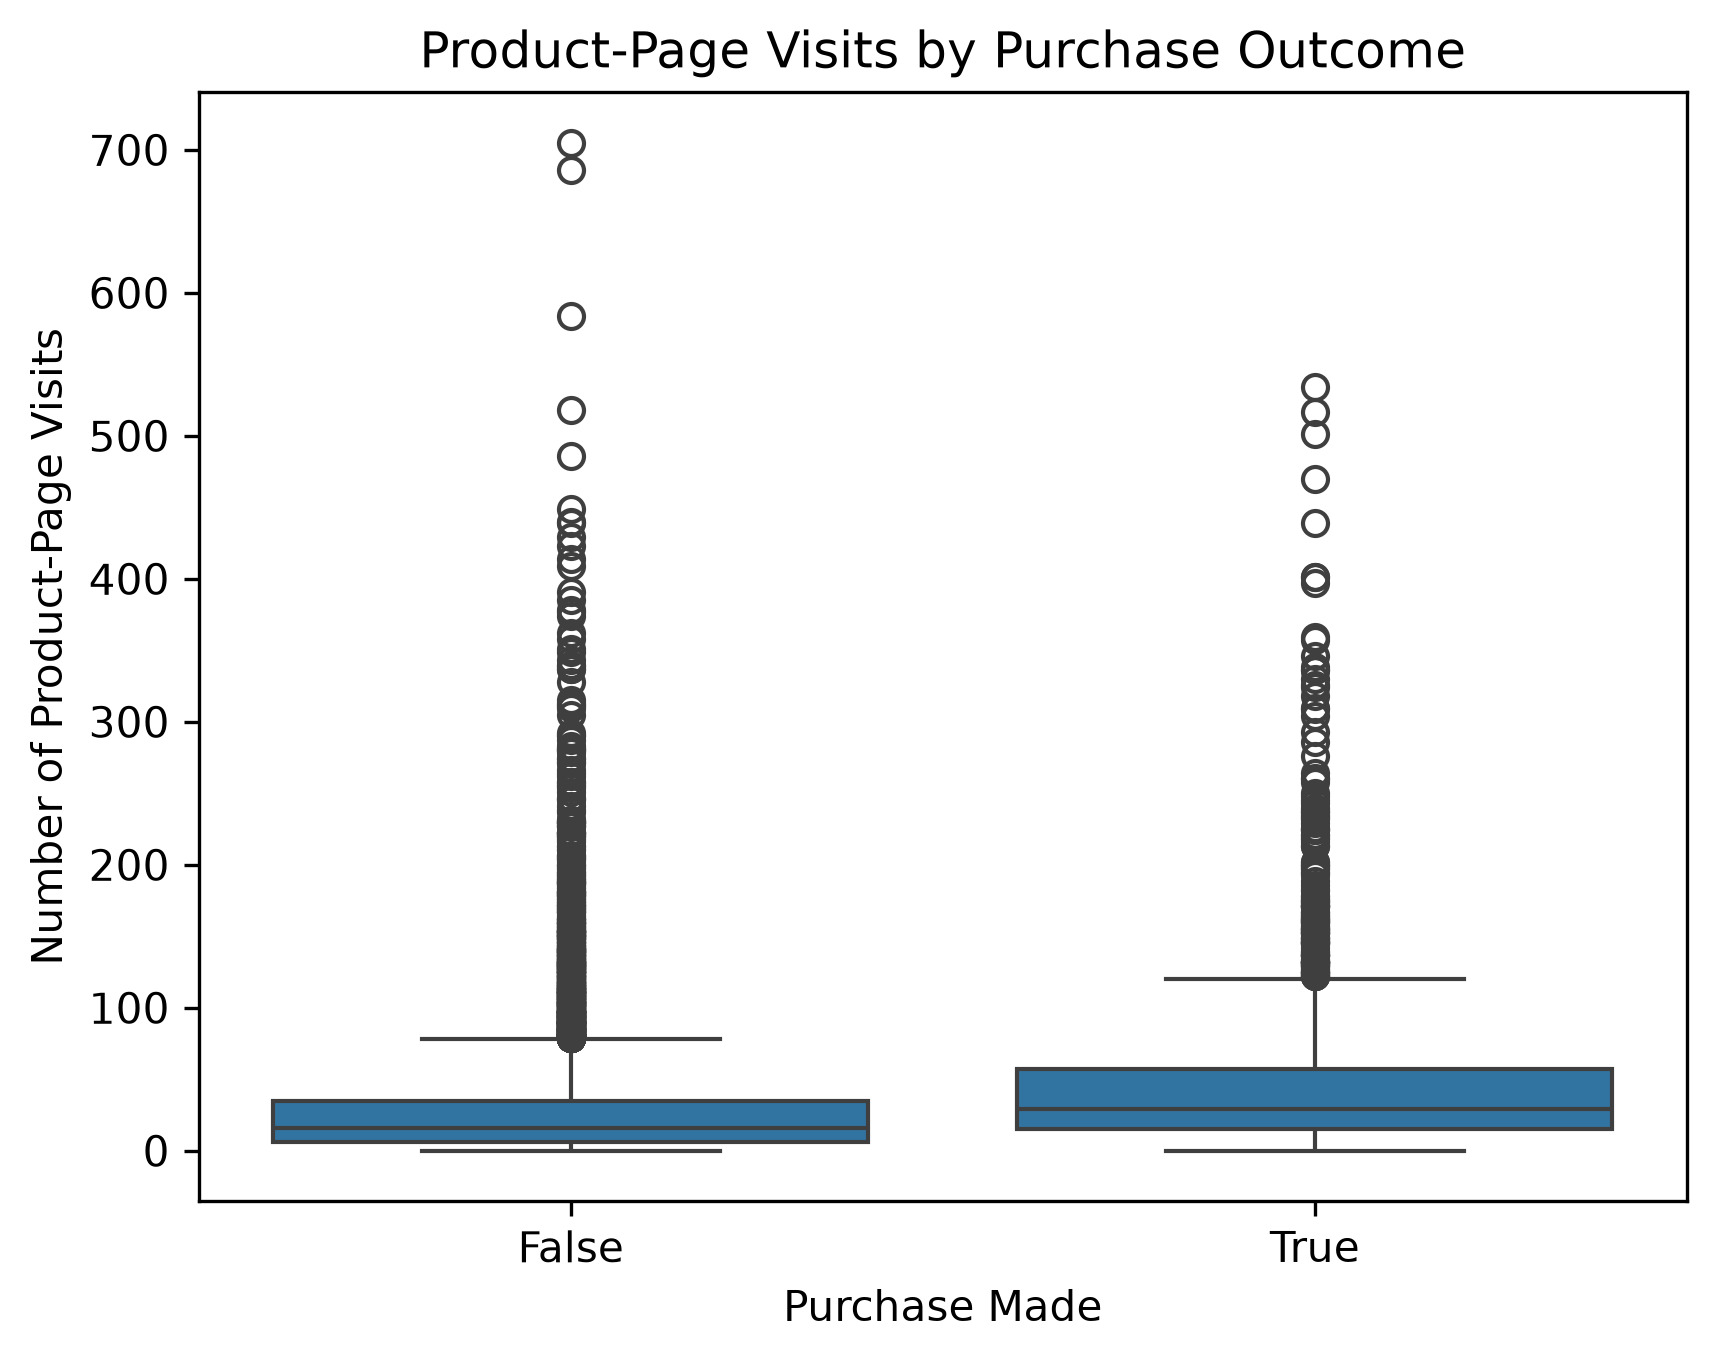 Product-Page Visits by Purchase Outcome
Number of Product-Page Visits
700
600
500
400
300
200
100
0
False
True
Purchase Made